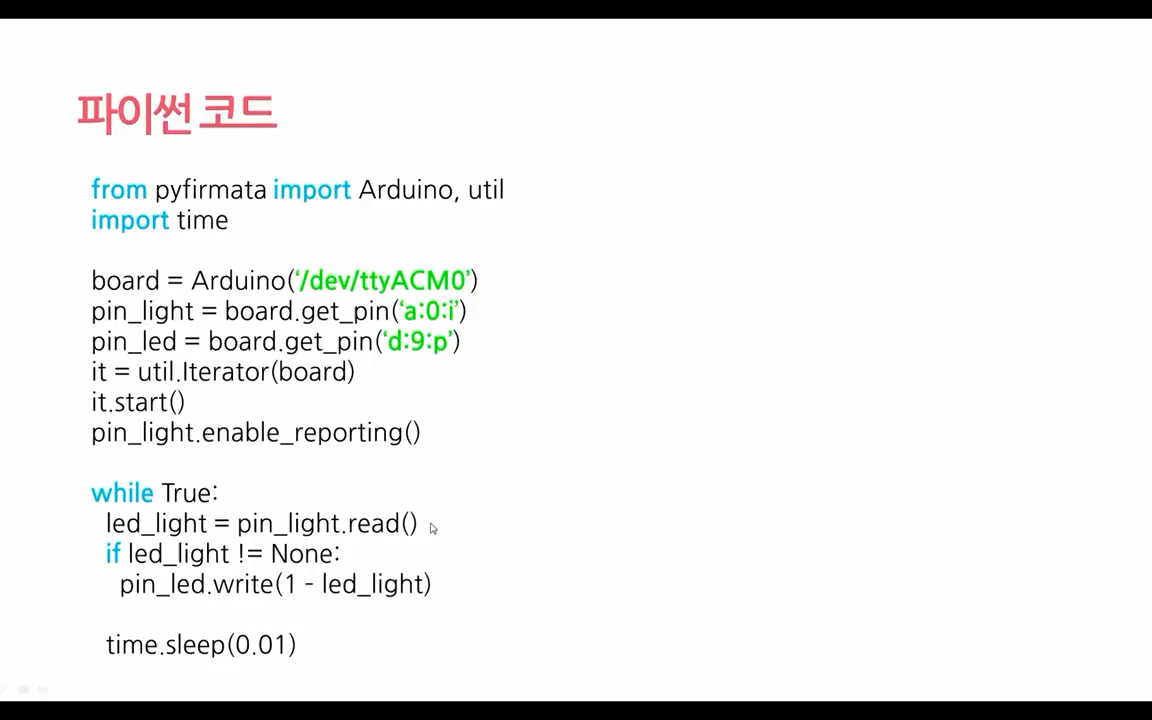 파이썬 코드
from pyfirmata import Arduino, util
import time
board = Arduino(‘/dev/ttyACM0’)
pin_light = board.get_pin(‘a:0:i’)
pin_led = board.get_pin(‘d:9:p’)
it = util.Iterator(board)
it.start()
pin_light.enable_reporting()
while True:
led_light = pin_light.read()
if led_light != None:
pin_led.write(1 - led_light)
time.sleep(0.01)